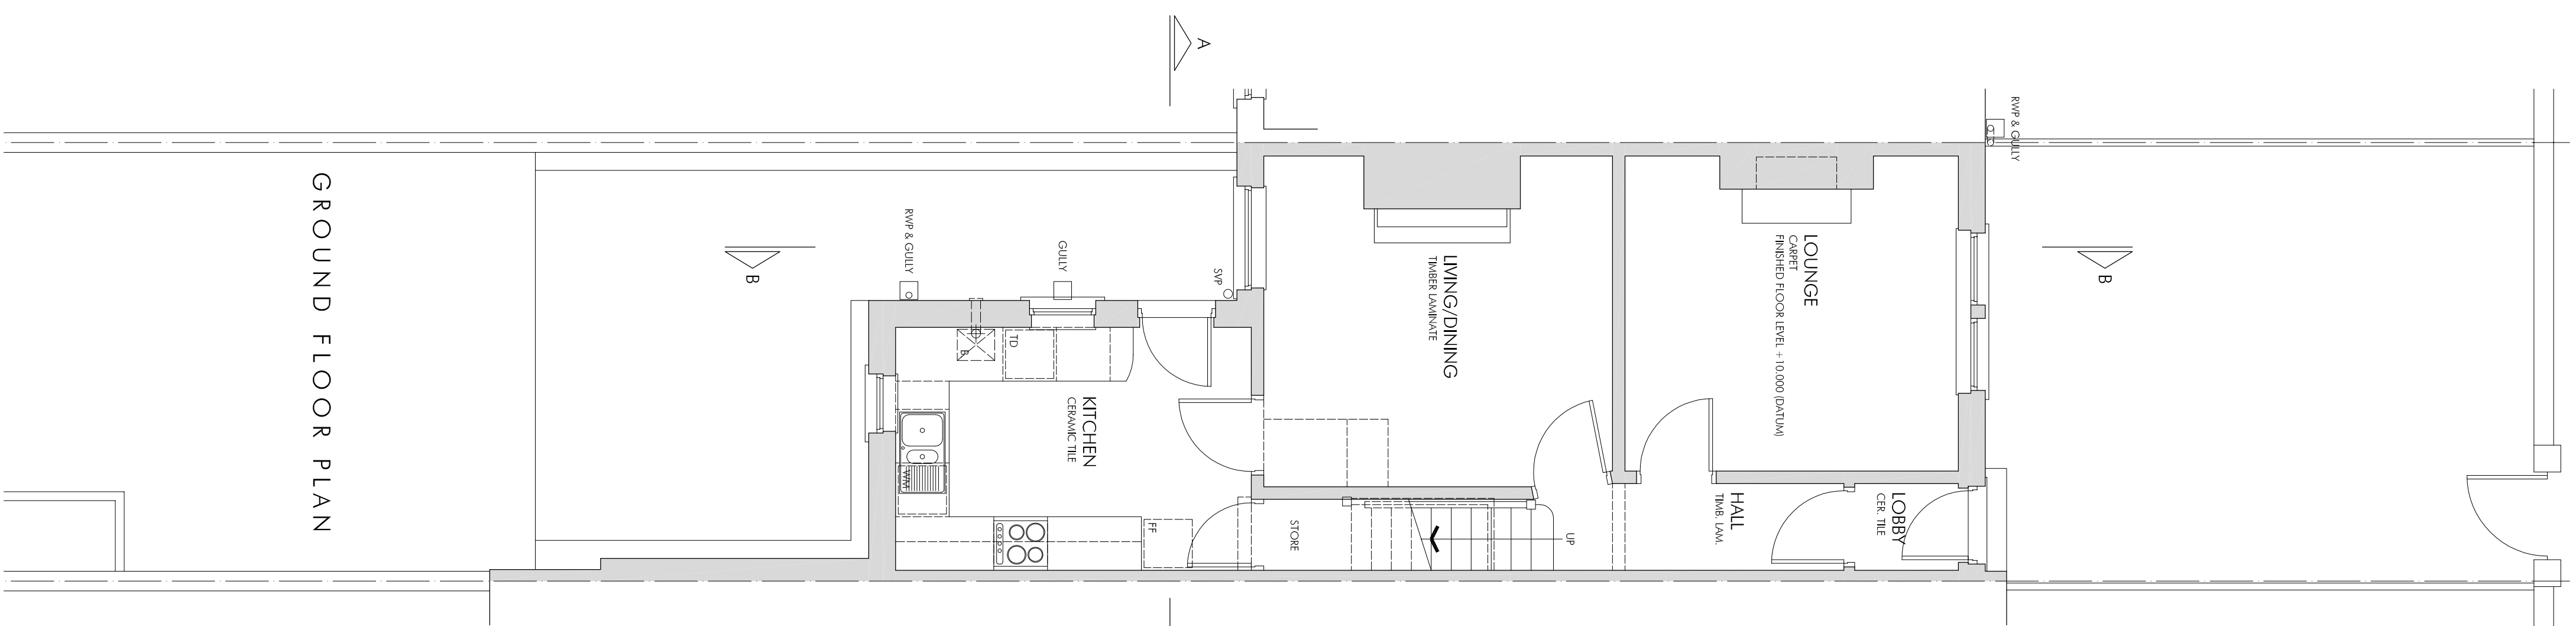 GROUND FLOOR PLAN
A
B
B
RWP & GULLY
GULLY
SVP
RWP & GULLY
LIVING/DINING
TIMBER LAMINATE
LOUNGE
CARPET
FINISHED FLOOR LEVEL +10.000 (DATUM)
KITCHEN
CERAMIC TILE
TD
B
WM
FF
STORE
UP
HALL
TIMB. LAM.
LOBBY
CER. TILE